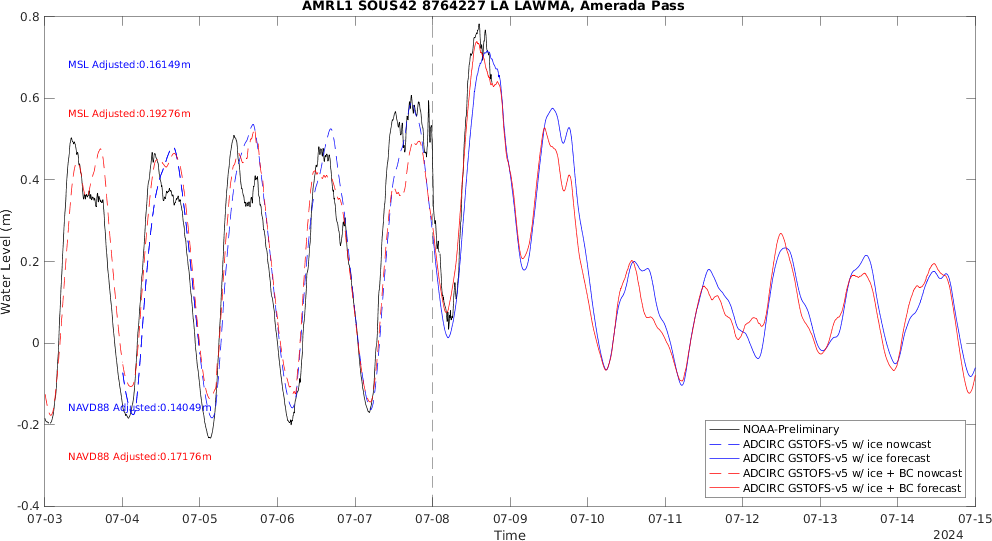 AMRL1 SOUS42 8764227 LA LAWMA, Amerada Pass
0.8
0.6
0.4
0.2
0
-0.2
-0.4
Water Level (m)
MSL Adjusted:0.16149m
MSL Adjusted:0.19276m
NAVD88 Adjusted:0.14049m
NAVD88 Adjusted:0.17176m
NOAA-Preliminary
ADCIRC GSTOFS-v5 w/ ice nowcast
ADCIRC GSTOFS-v5 w/ ice forecast
ADCIRC GSTOFS-v5 w/ ice + BC nowcast
ADCIRC GSTOFS-v5 w/ ice + BC forecast
07-03 07-04 07-05 07-06 07-07 07-08 07-09 07-10 07-11 07-12 07-13 07-14 07-15
Time
2024